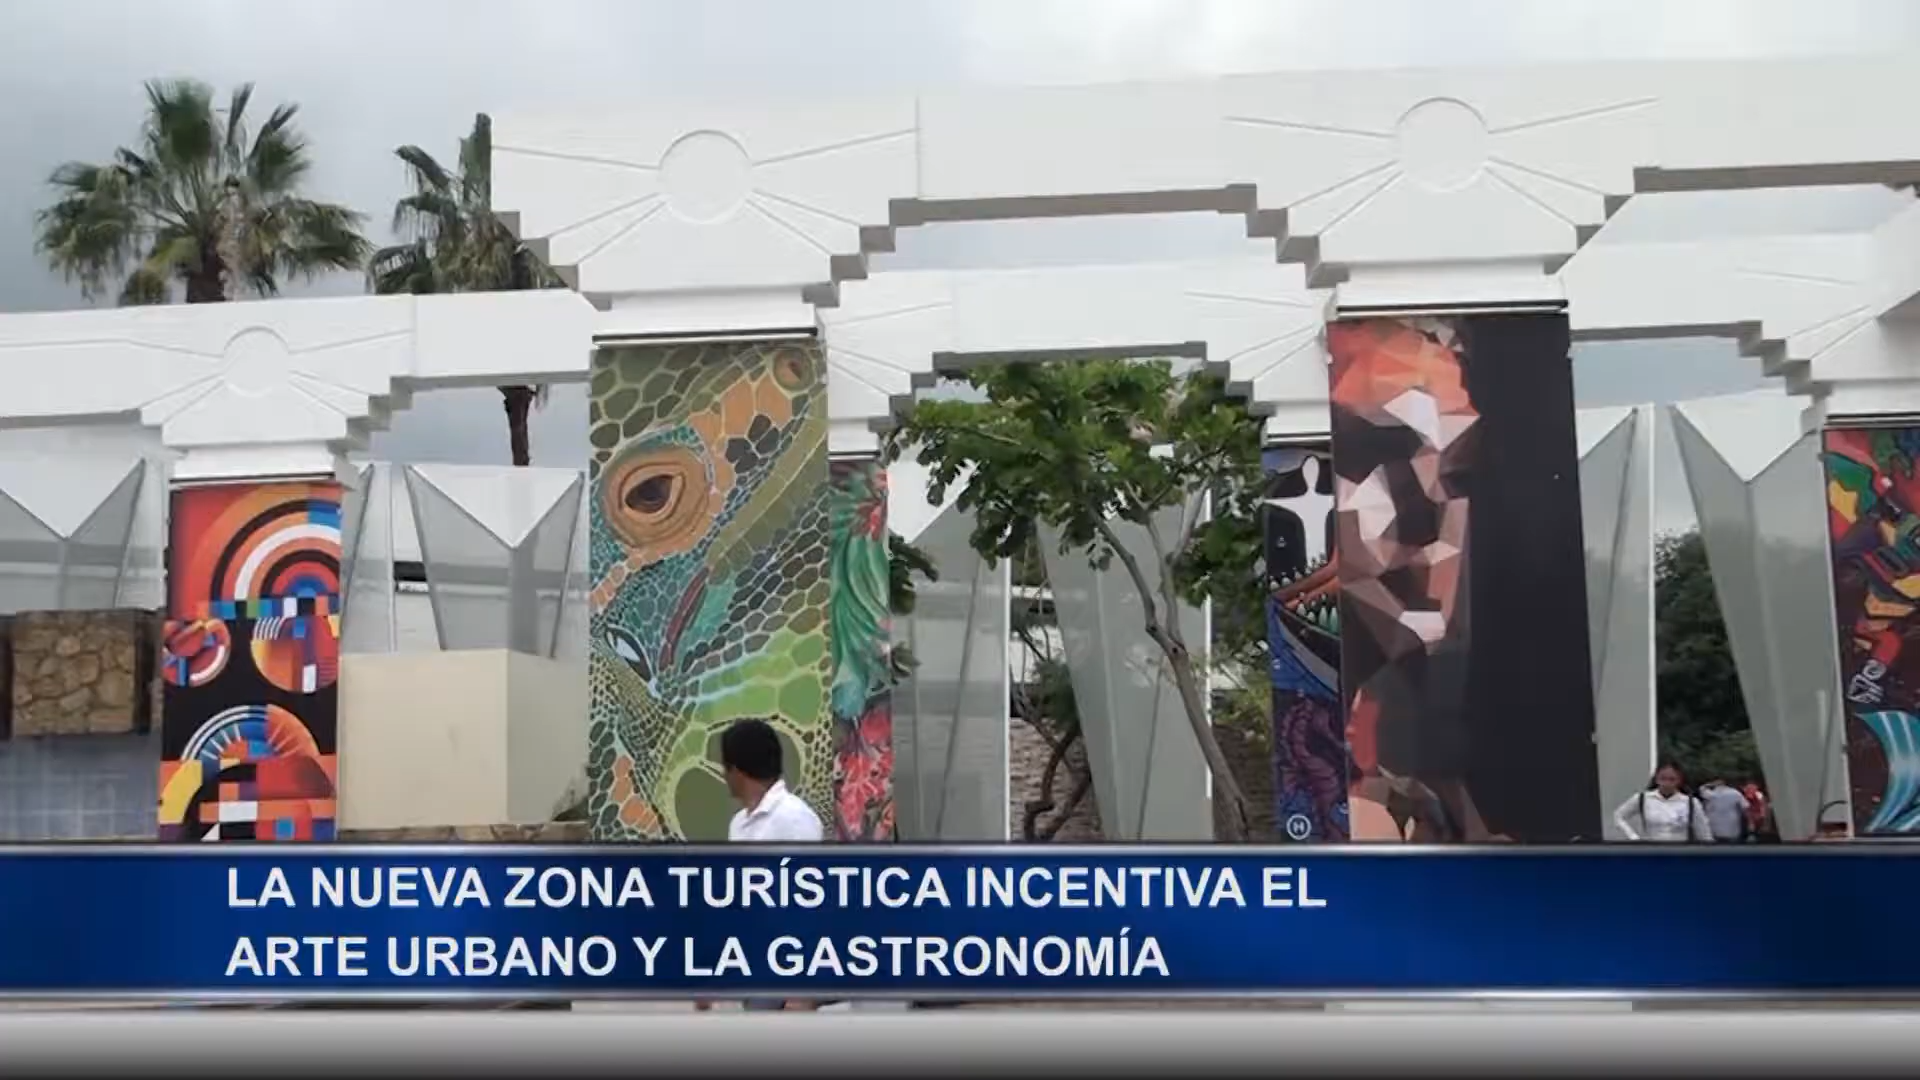 LA NUEVA ZONA TURÍSTICA INCENTIVA EL
ARTE URBANO Y LA GASTRONOMÍA